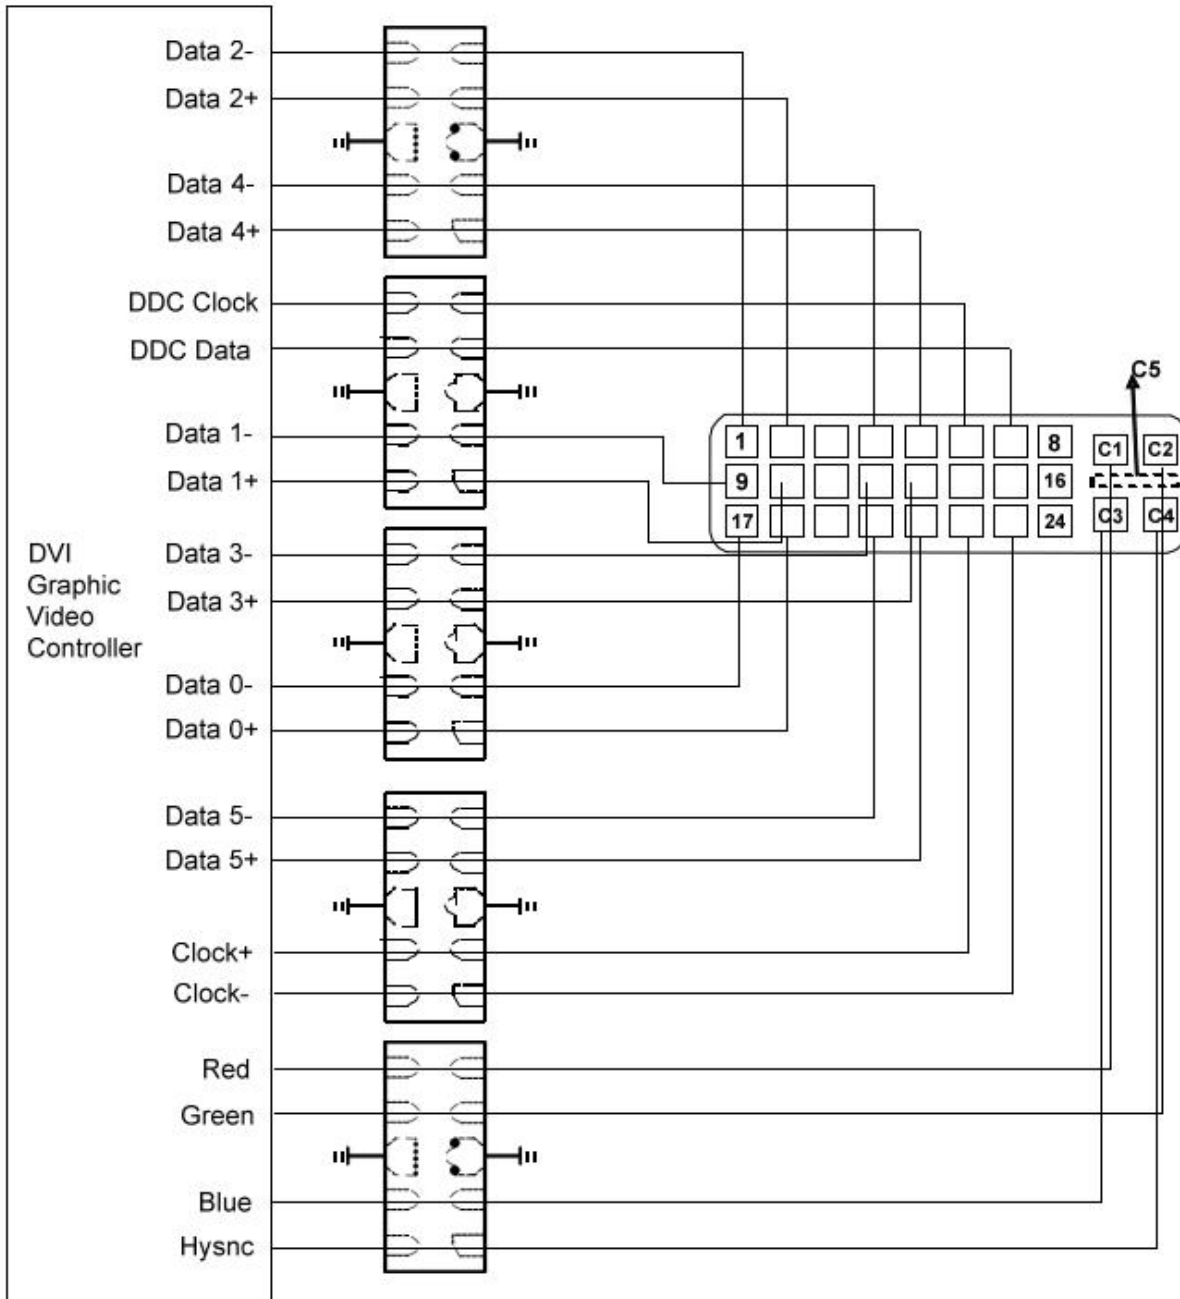 Data 2-
Data 2+
Data 4-
Data 4+
DDC Clock
DDC Data
Data 1-
Data 1+
Data 3-
Data 3+
Data 0-
Data 0+
Data 5-
Data 5+
Clock+
Clock-
Red
Green
Blue
Hysnc
DVI
Graphic
Video
Controller
C5
1
8
C1
C2
9
16
17
24
C3
C4